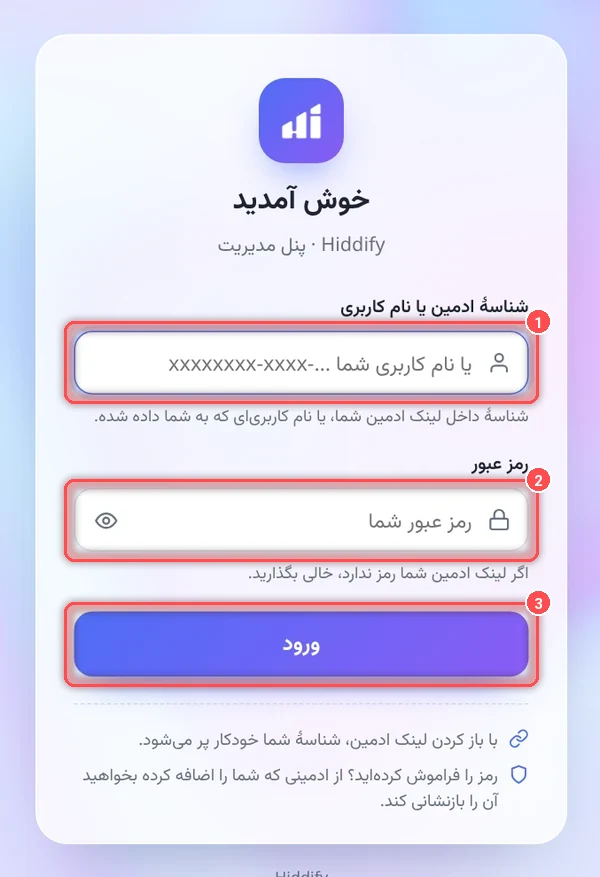 خوش آمدید
پنل مدیریت · Hiddify
شناسهٔ ادمین یا نام کاربری
1
یا نام کاربری شما ...-xxxxxxxx-xxxx
شناسهٔ داخل لینک ادمین شما، یا نام کاربری‌ای که به شما داده شده.
رمز عبور
2
رمز عبور شما
اگر لینک ادمین شما رمز ندارد، خالی بگذارید.
3
ورود
با باز کردن لینک ادمین، شناسهٔ شما خودکار پر می‌شود.
رمز را فراموش کرده‌اید؟ از ادمینی که شما را اضافه کرده بخواهید
آن را بازنشانی کند.
Hiddify